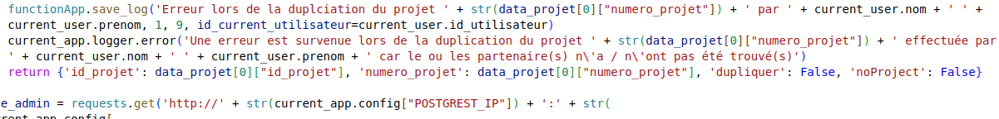 functionApp.save_log('Erreur lors de la duplciation du projet ' + str(data_projet[0]["numero_projet"]) + ' par ' + current_user.nom + ' ' +
current_user.prenom, 1, 9, id_current_utilisateur=current_user.id_utilisateur)
current_app.logger.error('Une erreur est survenue lors de la duplication du projet ' + str(data_projet[0]["numero_projet"]) + ' effectuée par
' + current_user.nom + ' ' + current_user.prenom + ' car le ou les partenaire(s) n\'a / n\'ont pas été trouvé(s)')
return {'id_projet': data_projet[0]["id_projet"], 'numero_projet': data_projet[0]["numero_projet"], 'dupliquer': False, 'noProject': False}
e_admin = requests.get('http://' + str(current_app.config["POSTGREST_IP"]) + ':' + str(
rrent_app.config[